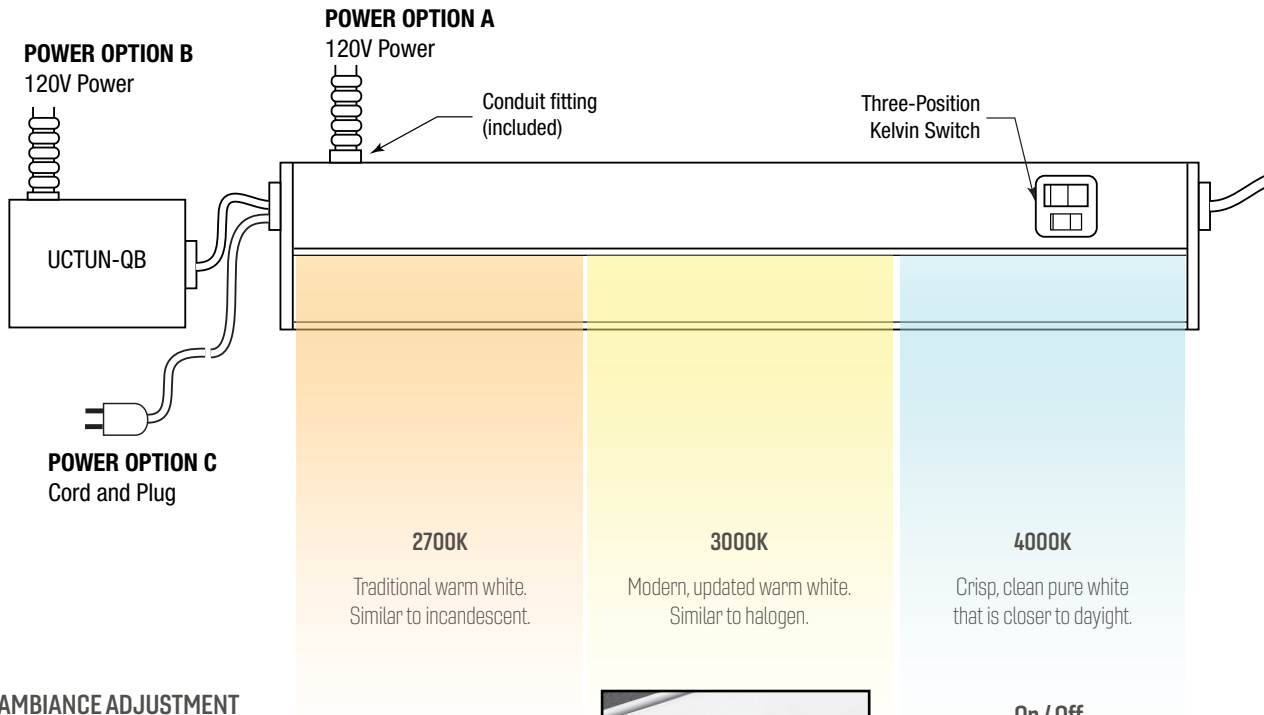 POWER OPTION A
120V Power
POWER OPTION B
120V Power
Conduit fitting
(included)
Three-Position
Kelvin Switch
UCTUN-QB
POWER OPTION C
Cord and Plug
2700K
Traditional warm white.
Similar to incandescent.
3000K
Modern, updated warm white.
Similar to halogen.
4000K
Crisp, clean pure white
that is closer to dayight.
AMBIANCE ADJUSTMENT
On / Off